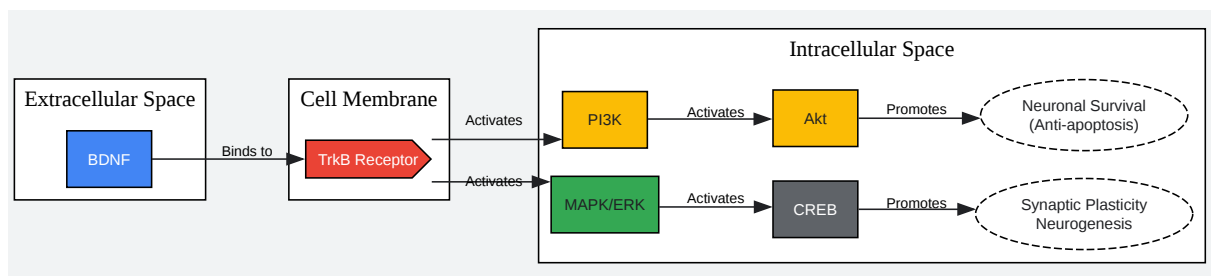 Extracellular Space
BDNF
Binds to
Cell Membrane
TrkB Receptor
Activates
Activates
Intracellular Space
PI3K
Activates
Akt
Promotes
Neuronal Survival
(Anti-apoptosis)
MAPK/ERK
Activates
CREB
Promotes
Synaptic Plasticity
Neurogenesis